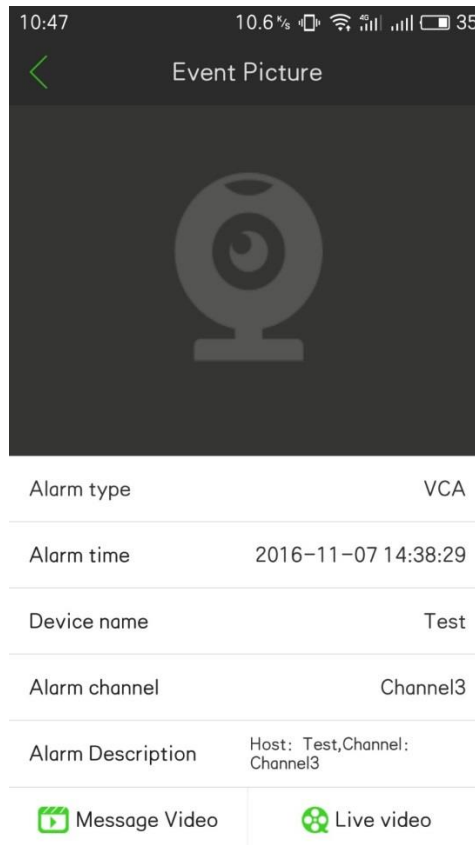 10:47 10.6 K/s 4G 35
Event Picture
Alarm type VCA
Alarm time 2016-11-07 14:38:29
Device name Test
Alarm channel Channel3
Alarm Description Host: Test,Channel:
Channel3
Message Video Live video